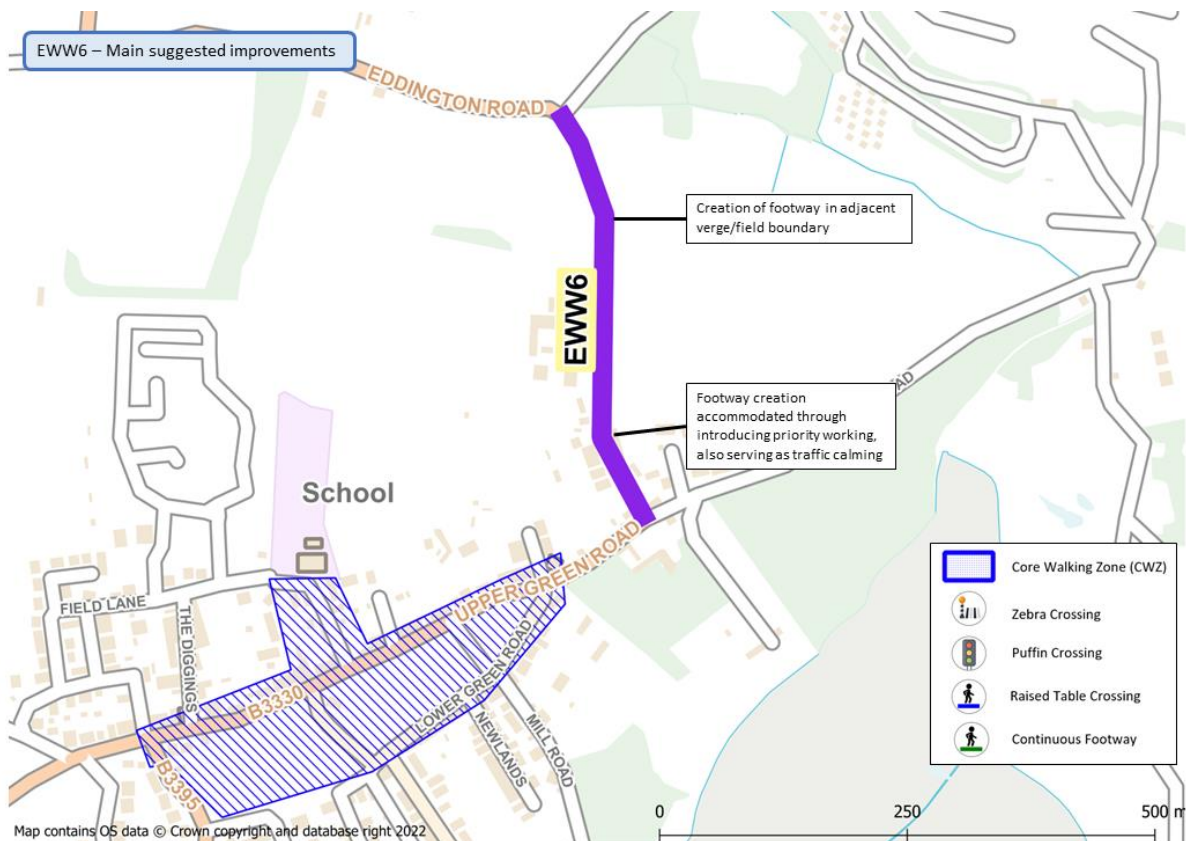 EWW6 – Main suggested improvements
EDDINGTON ROAD
Creation of footway in adjacent
verge/field boundary
EWW6
Footway creation
accommodated through
introducing priority working,
also serving as traffic calming
School
UPPER GREEN ROAD
FIELD LANE
THE DIGGINGS
B3330
LOWER GREEN ROAD
NEWLANDS
MILL ROAD
B3395
Core Walking Zone (CWZ)
Zebra Crossing
Puffin Crossing
Raised Table Crossing
Continuous Footway
0
250
500 m
Map contains OS data © Crown copyright and database right 2022